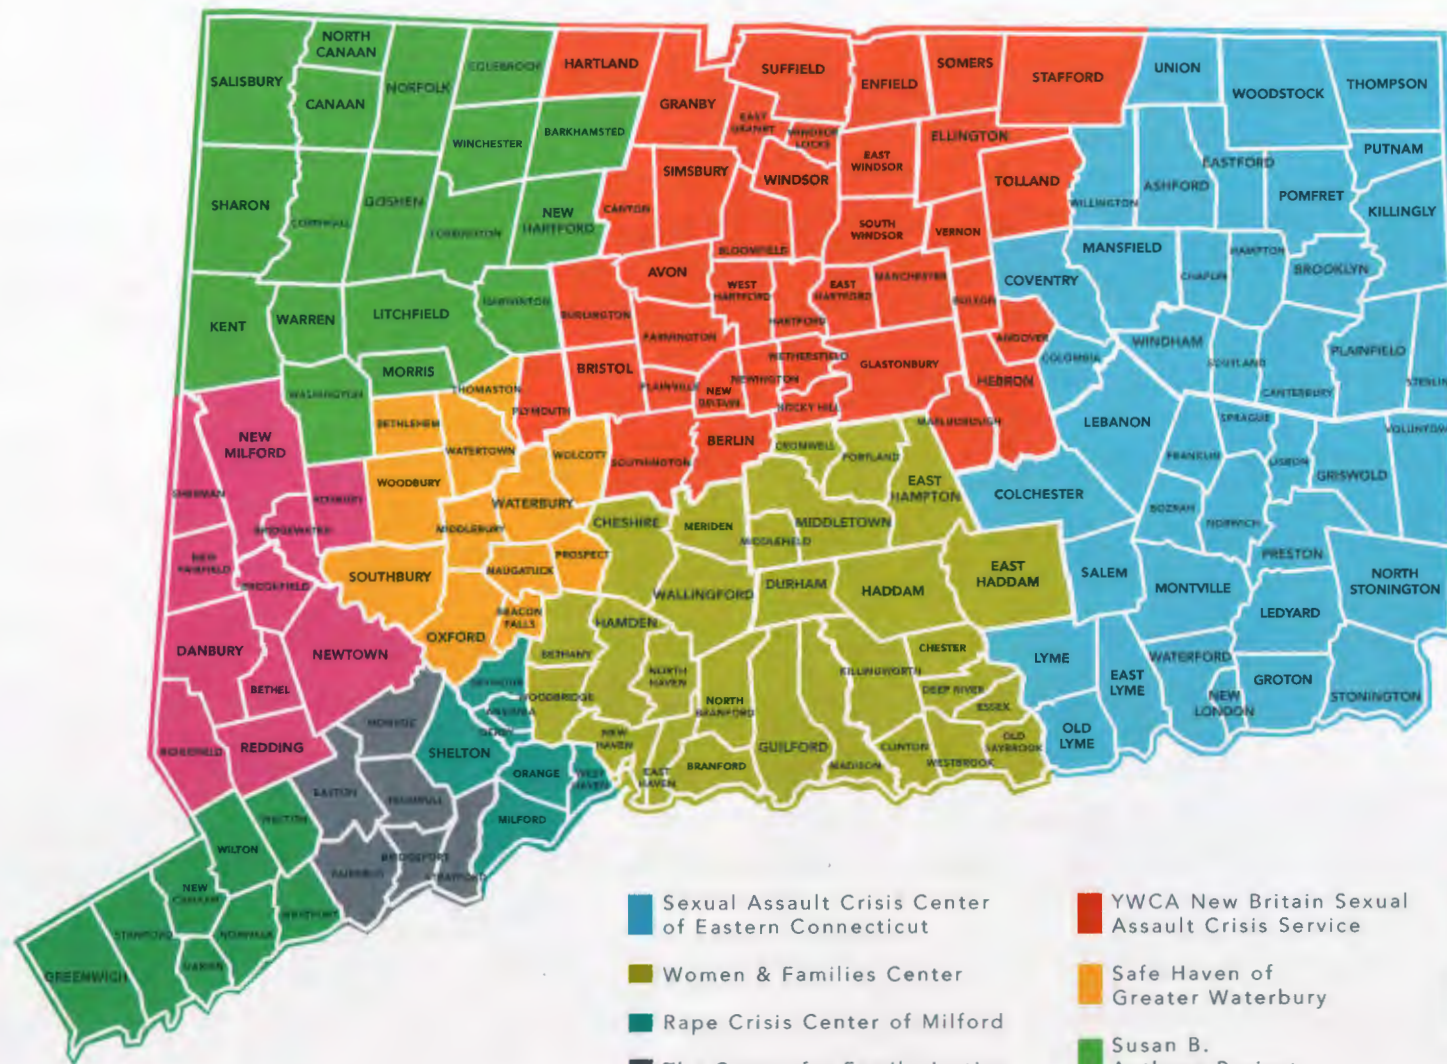 NORTH
CANAAN
SALISBURY
CANAAN
NORFOLK
COLEBROOK
HARTLAND
SUFFIELD
ENFIELD
SOMERS
STAFFORD
UNION
WOODSTOCK
THOMPSON
GRANBY
EAST
GRANBY
WINDSOR
LOCKS
WINCHESTER
BARKHAMSTED
ELLINGTON
PUTNAM
EAST
WINDSOR
EASTFORD
SIMSBURY
WINDSOR
TOLLAND
ASHFORD
WILLINGTON
POMFRET
KILLINGLY
SHARON
CORNWALL
GOSHEN
TORRINGTON
NEW
HARTFORD
CANTON
SOUTH
WINDSOR
VERNON
BLOOMFIELD
MANSFIELD
HAMPTON
CHAPLIN
BROOKLYN
AVON
COVENTRY
WEST
HARTFORD
EAST
HARTFORD
MANCHESTER
BOLTON
KENT
WARREN
LITCHFIELD
HARWINTON
BURLINGTON
HARTFORD
FARMINGTON
ANDOVER
WINDHAM
COLUMBIA
SCOTLAND
PLAINFIELD
MORRIS
BRISTOL
WETHERSFIELD
GLASTONBURY
PLAINVILLE
NEWINGTON
NEW
BRITAIN
HEBRON
CANTERBURY
STERLIN
WASHINGTON
THOMASTON
PLYMOUTH
ROCKY HILL
MARLBOROUGH
LEBANON
SPRAGUE
VOLUNTOW
BETHLEHEM
NEW
MILFORD
WATERTOWN
WOLCOTT
SOUTHINGTON
BERLIN
CROMWELL
PORTLAND
FRANKLIN
LISBON
GRISWOLD
SHERMAN
ROXBURY
WOODBURY
EAST
HAMPTON
COLCHESTER
BRIDGEWATER
WATERBURY
MIDDLEBURY
CHESHIRE
MERIDEN
MIDDLETOWN
MIDDLEFIELD
BOZRAH
NORWICH
PRESTON
NEW
FAIRFIELD
BROOKFIELD
SOUTHBURY
NAUGATUCK
PROSPECT
WALLINGFORD
DURHAM
HADDAM
EAST
HADDAM
SALEM
MONTVILLE
NORTH
STONINGTON
LEDYARD
BEACON
FALLS
DANBURY
NEWTOWN
OXFORD
HAMDEN
BETHANY
CHESTER
LYME
WATERFORD
BETHEL
SEYMOUR
WOODBRIDGE
NORTH
HAVEN
NORTH
BRANFORD
KILLINGWORTH
DEEP RIVER
ESSEX
EAST
LYME
NEW
LONDON
GROTON
STONINGTON
ANSONIA
DERBY
RIDGEFIELD
REDDING
MONROE
SHELTON
NEW
HAVEN
GUILFORD
MADISON
CLINTON
WESTBROOK
OLD
SAYBROOK
OLD
LYME
ORANGE
WEST
HAVEN
EAST
HAVEN
BRANFORD
EASTON
TRUMBULL
MILFORD
WESTON
WILTON
BRIDGEPORT
FAIRFIELD
STRATFORD
NEW
CANAAN
WESTPORT
STAMFORD
NORWALK
DARIEN
GREENWICH
Sexual Assault Crisis Center
of Eastern Connecticut
Women & Families Center
Rape Crisis Center of Milford
YWCA New Britain Sexual
Assault Crisis Service
Safe Haven of
Greater Waterbury
Susan B.